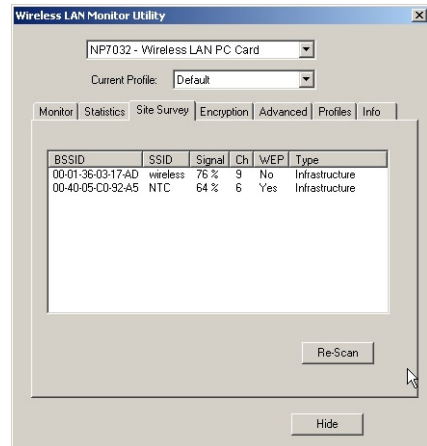 Wireless LAN Monitor Utility
NP7032 - Wireless LAN PC Card
Current Profile: Default
Monitor Statistics Site Survey Encryption Advanced Profiles Info
BSSID SSID Signal Ch WEP Type
00-01-36-03-17-AD wireless 76 % 9 No Infrastructure
00-40-05-C0-92-A5 NTC 64 % 6 Yes Infrastructure
Re-Scan
Hide